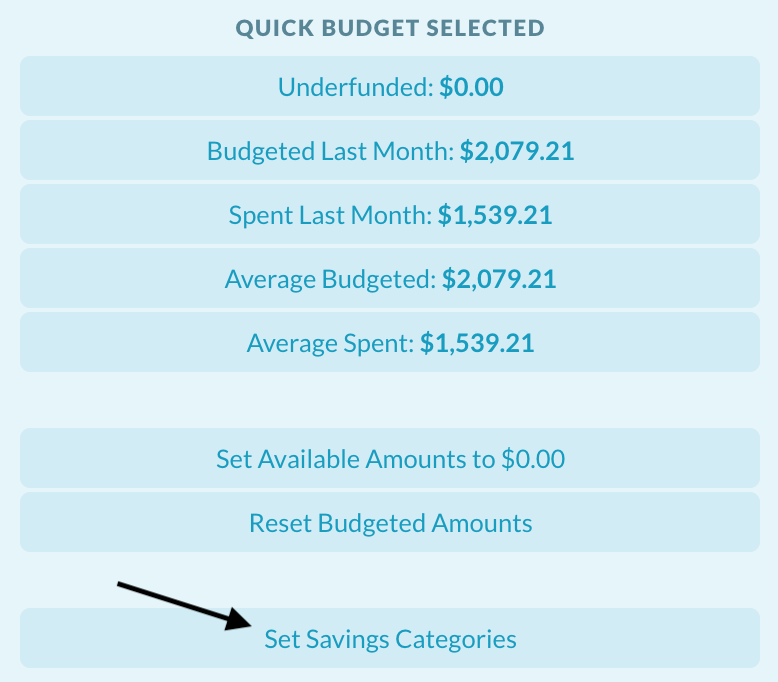 QUICK BUDGET SELECTED
Underfunded: $0.00
Budgeted Last Month: $2,079.21
Spent Last Month: $1,539.21
Average Budgeted: $2,079.21
Average Spent: $1,539.21
Set Available Amounts to $0.00
Reset Budgeted Amounts
Set Savings Categories